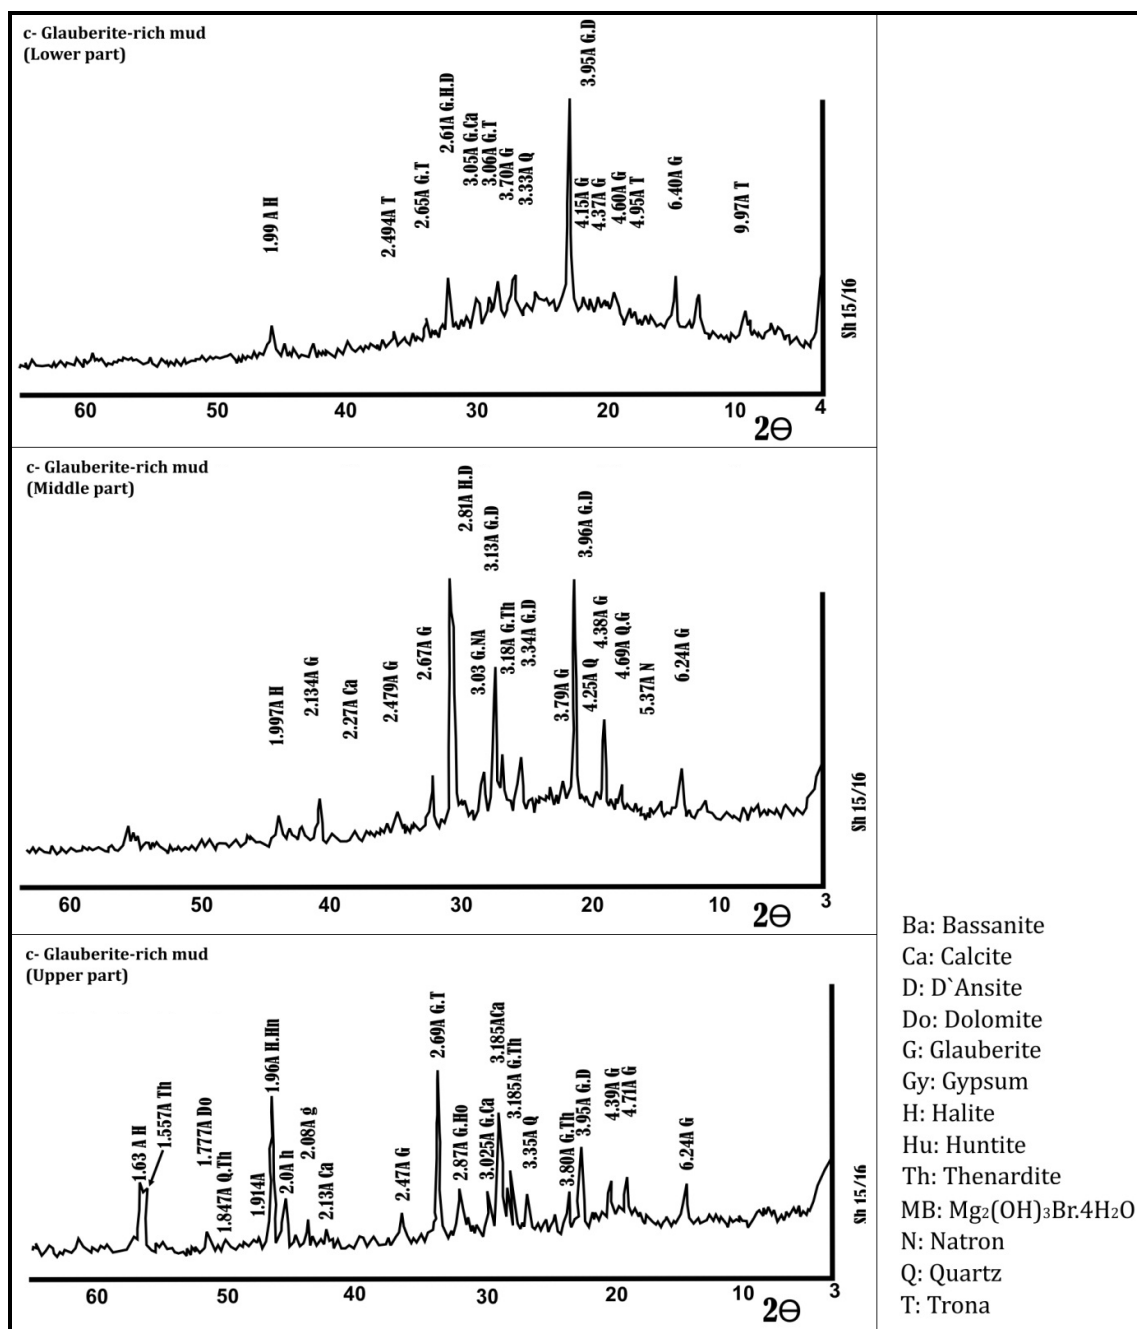 c- Glauberite-rich mud
(Lower part)
1.99 A H
2.494A T
2.65A G.T
2.61A G.H.D
3.05A G.Ca
3.06A G.T
3.70A G
3.33A Q
3.95A G.D
4.15A G
4.37A G
4.60A G
4.95A T
6.40A G
9.97A T
Sh 15/16
60 50 40 30 20 10 4
2Θ
c- Glauberite-rich mud
(Middle part)
1.997A H
2.134A G
2.27A Ca
2.479A G
2.67A G
2.81A H.D
3.03 G.NA
3.13A G.D
3.18A G.Th
3.34A G.D
3.79A G
3.96A G.D
4.25A Q
4.38A G
4.69A Q.G
5.37A N
6.24A G
Sh 15/16
60 50 40 30 20 10 3
2Θ
c- Glauberite-rich mud
(Upper part)
1.63 A H
1.557A Th
1.777A Do
1.847A Q.Th
1.914A
1.96A H.Hn
2.0A h
2.08A g
2.13A Ca
2.47A G
2.69A G.T
2.87A G.Ho
3.025A G.Ca
3.185ACa
3.185A G.Th
3.35A Q
3.80A G.Th
3.95A G.D
4.39A G
4.71A G
6.24A G
Sh 15/16
60 50 40 30 20 10 3
2Θ
Ba: Bassanite
Ca: Calcite
D: D`Ansite
Do: Dolomite
G: Glauberite
Gy: Gypsum
H: Halite
Hu: Huntite
Th: Thenardite
MB: Mg₂(OH)₃Br.4H₂O
N: Natron
Q: Quartz
T: Trona